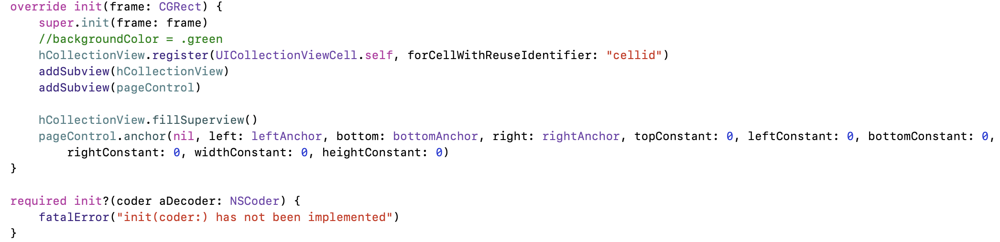 override init(frame: CGRect) {
    super.init(frame: frame)
    //backgroundColor = .green
    hCollectionView.register(UICollectionViewCell.self, forCellWithReuseIdentifier: "cellid")
    addSubview(hCollectionView)
    addSubview(pageControl)

    hCollectionView.fillSuperview()
    pageControl.anchor(nil, left: leftAnchor, bottom: bottomAnchor, right: rightAnchor, topConstant: 0, leftConstant: 0, bottomConstant: 0,
        rightConstant: 0, widthConstant: 0, heightConstant: 0)
}

required init?(coder aDecoder: NSCoder) {
    fatalError("init(coder:) has not been implemented")
}